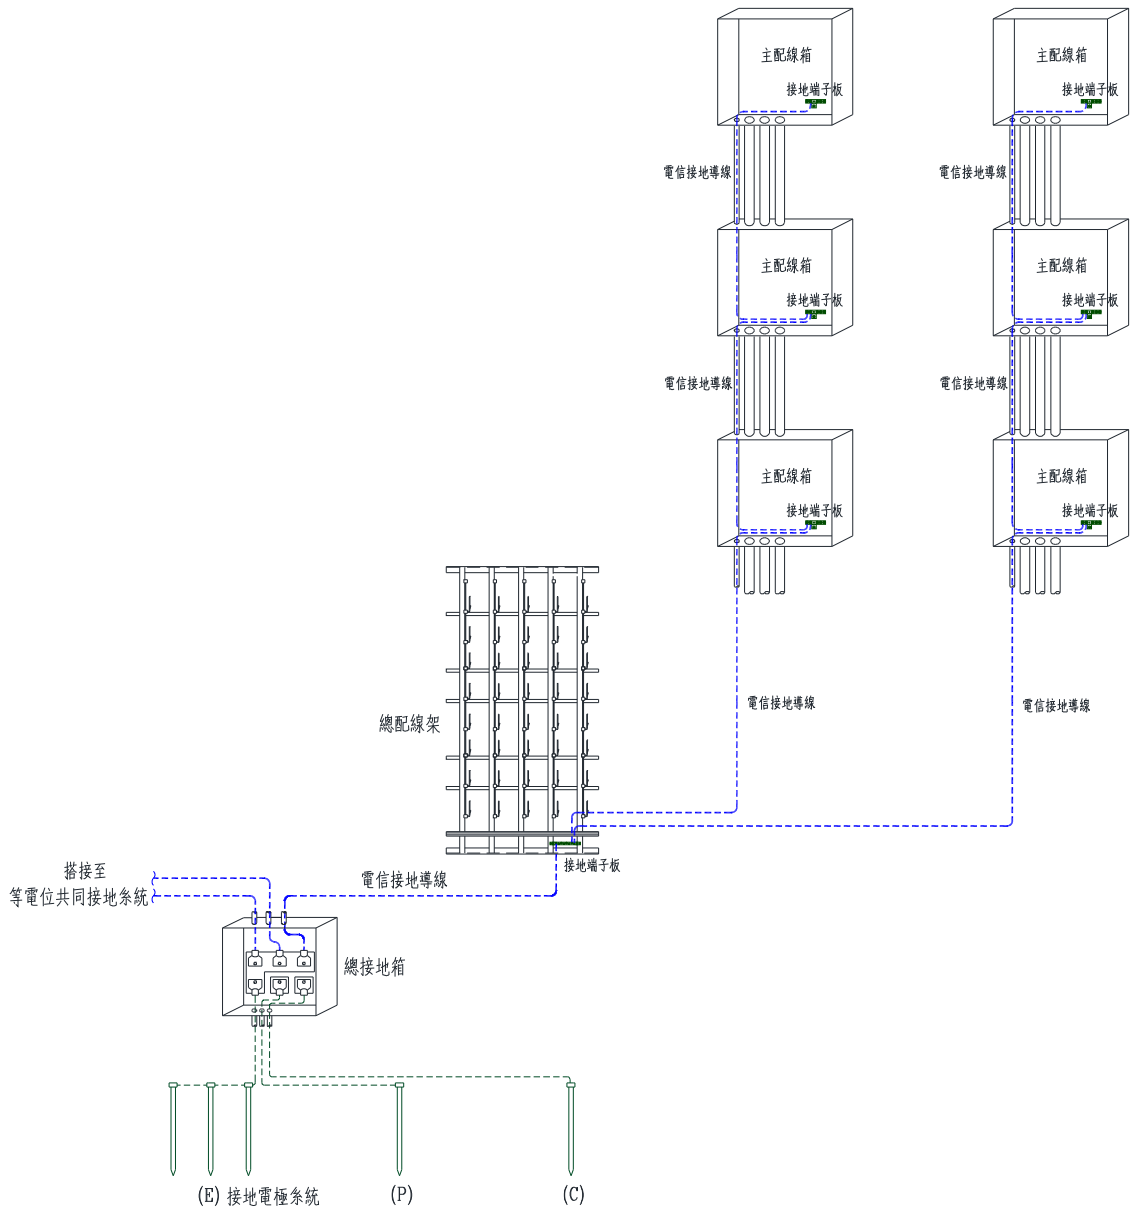 主配線箱
主配線箱
接地端子板
接地端子板
電信接地導線
電信接地導線
主配線箱
主配線箱
接地端子板
接地端子板
電信接地導線
電信接地導線
主配線箱
主配線箱
接地端子板
接地端子板
電信接地導線
電信接地導線
總配線架
接地端子板
搭接至
等電位共同接地系統
電信接地導線
總接地箱
(E) 接地電極系統
(P)
(C)